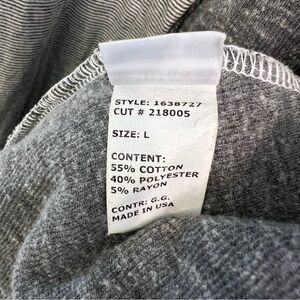 STYLE: 1638727
CUT # 218005
SIZE: L
CONTENT:
55% COTTON
40% POLYESTER
5% RAYON
CONTR: G.G.
MADE IN USA